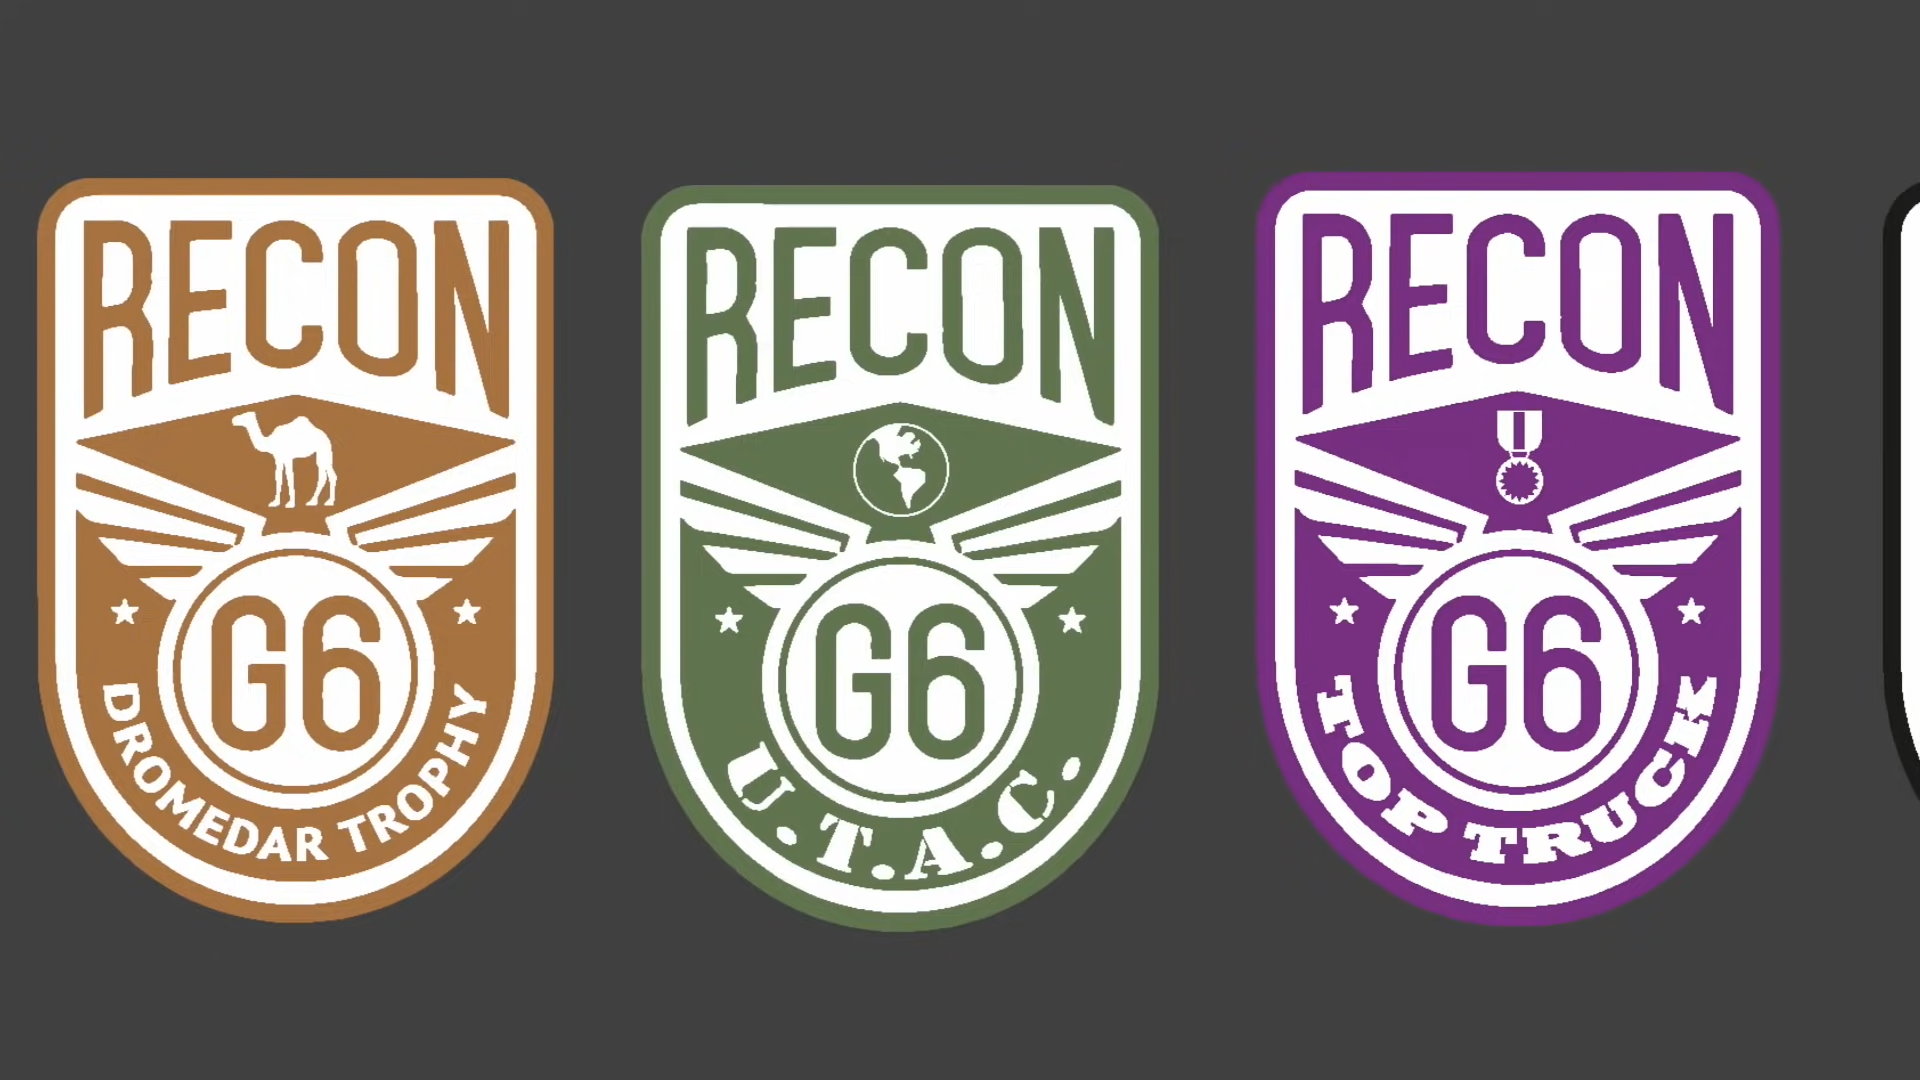 RECON
G6
DROMEDAR TROPHY
RECON
G6
U.T.A.C.
RECON
G6
TOP TRUCK